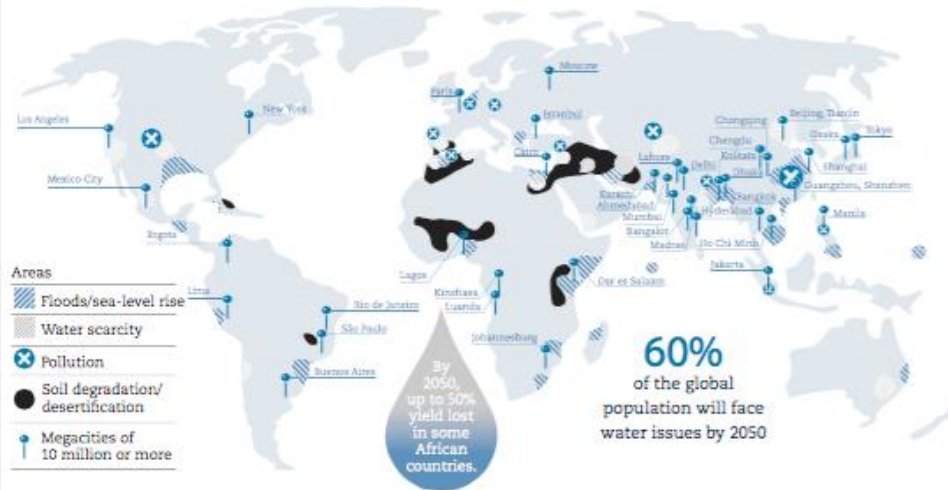 Moscow
Paris
Los Angeles
New York
Istanbul
Chongqing
Beijing, Tianjin
Chengdu
Osaka
Tokyo
Cairo
Lahore
Delhi
Kolkata
Shanghai
Mexico City
Dhaka
Karachi
Guangzhou, Shenzhen
Ahmedabad
Bangkok
Mumbai
Hyderabad
Manila
Bogota
Bangalor
Madras
Ho Chi Minh
Jakarta
Lagos
Dar es Salaam
Areas
Floods/sea-level rise
Lima
Kinshasa
Luanda
Rio de Janeiro
Water scarcity
São Paulo
Johannesburg
Pollution
Buenos Aires
Soil degradation/
desertification
Megacities of
10 million or more
By
2050,
up to 50%
yield lost
in some
African
countries.
60%
of the global
population will face
water issues by 2050